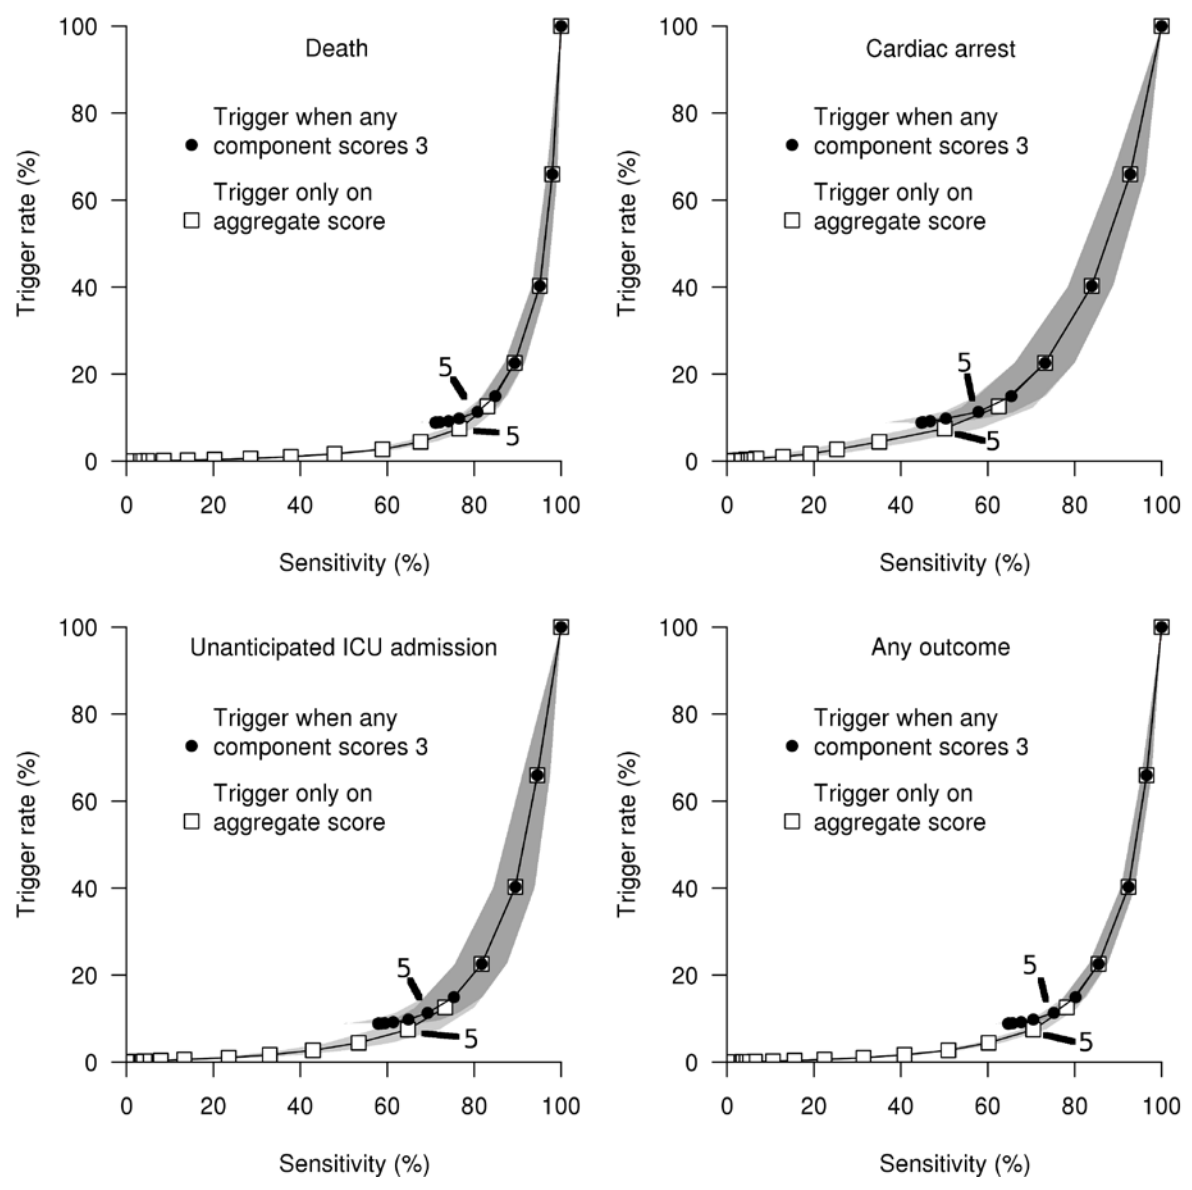 Death
Trigger when any
component scores 3
Trigger only on
aggregate score
Trigger rate (%)
100
80
60
40
20
0
5
5
0 20 40 60 80 100
Sensitivity (%)
Cardiac arrest
Trigger when any
component scores 3
Trigger only on
aggregate score
Trigger rate (%)
100
80
60
40
20
0
5
5
0 20 40 60 80 100
Sensitivity (%)
Unanticipated ICU admission
Trigger when any
component scores 3
Trigger only on
aggregate score
Trigger rate (%)
100
80
60
40
20
0
5
5
0 20 40 60 80 100
Sensitivity (%)
Any outcome
Trigger when any
component scores 3
Trigger only on
aggregate score
Trigger rate (%)
100
80
60
40
20
0
5
5
0 20 40 60 80 100
Sensitivity (%)